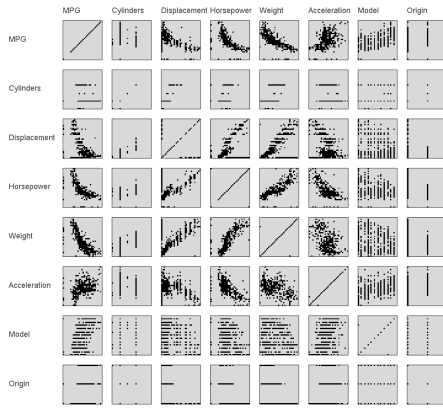 MPG Cylinders Displacement Horsepower Weight Acceleration Model Origin
MPG
Cylinders
Displacement
Horsepower
Weight
Acceleration
Model
Origin